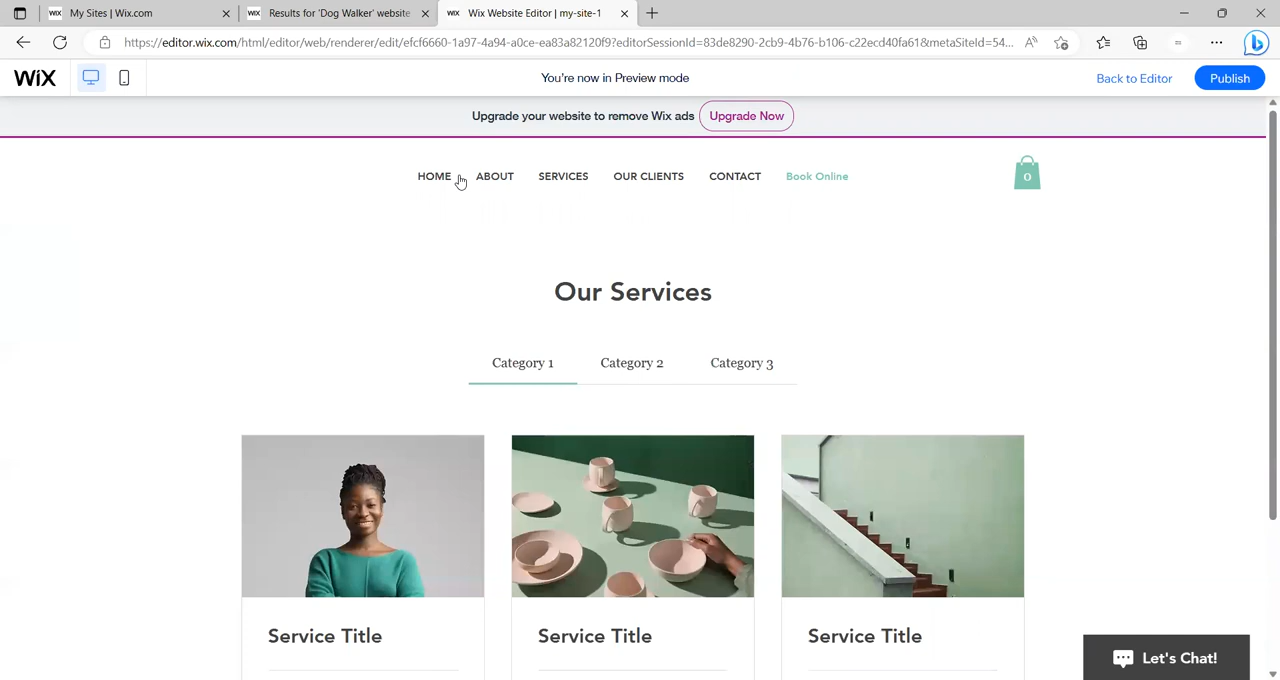 My Sites | Wix.com
Results for 'Dog Walker' website
Wix Website Editor | my-site-1
https://editor.wix.com/html/editor/web/renderer/edit/efcf6660-1a97-4a94-a0ce-ea83a82120f9?editorSessionId=83de8290-2cb9-4b76-b106-c22ecd40fa61&metaSiteId=54...
WiX
You're now in Preview mode
Back to Editor
Publish
Upgrade your website to remove Wix ads
Upgrade Now
HOME
ABOUT
SERVICES
OUR CLIENTS
CONTACT
Book Online
0
Our Services
Category 1
Category 2
Category 3
Service Title
Service Title
Service Title
Let's Chat!